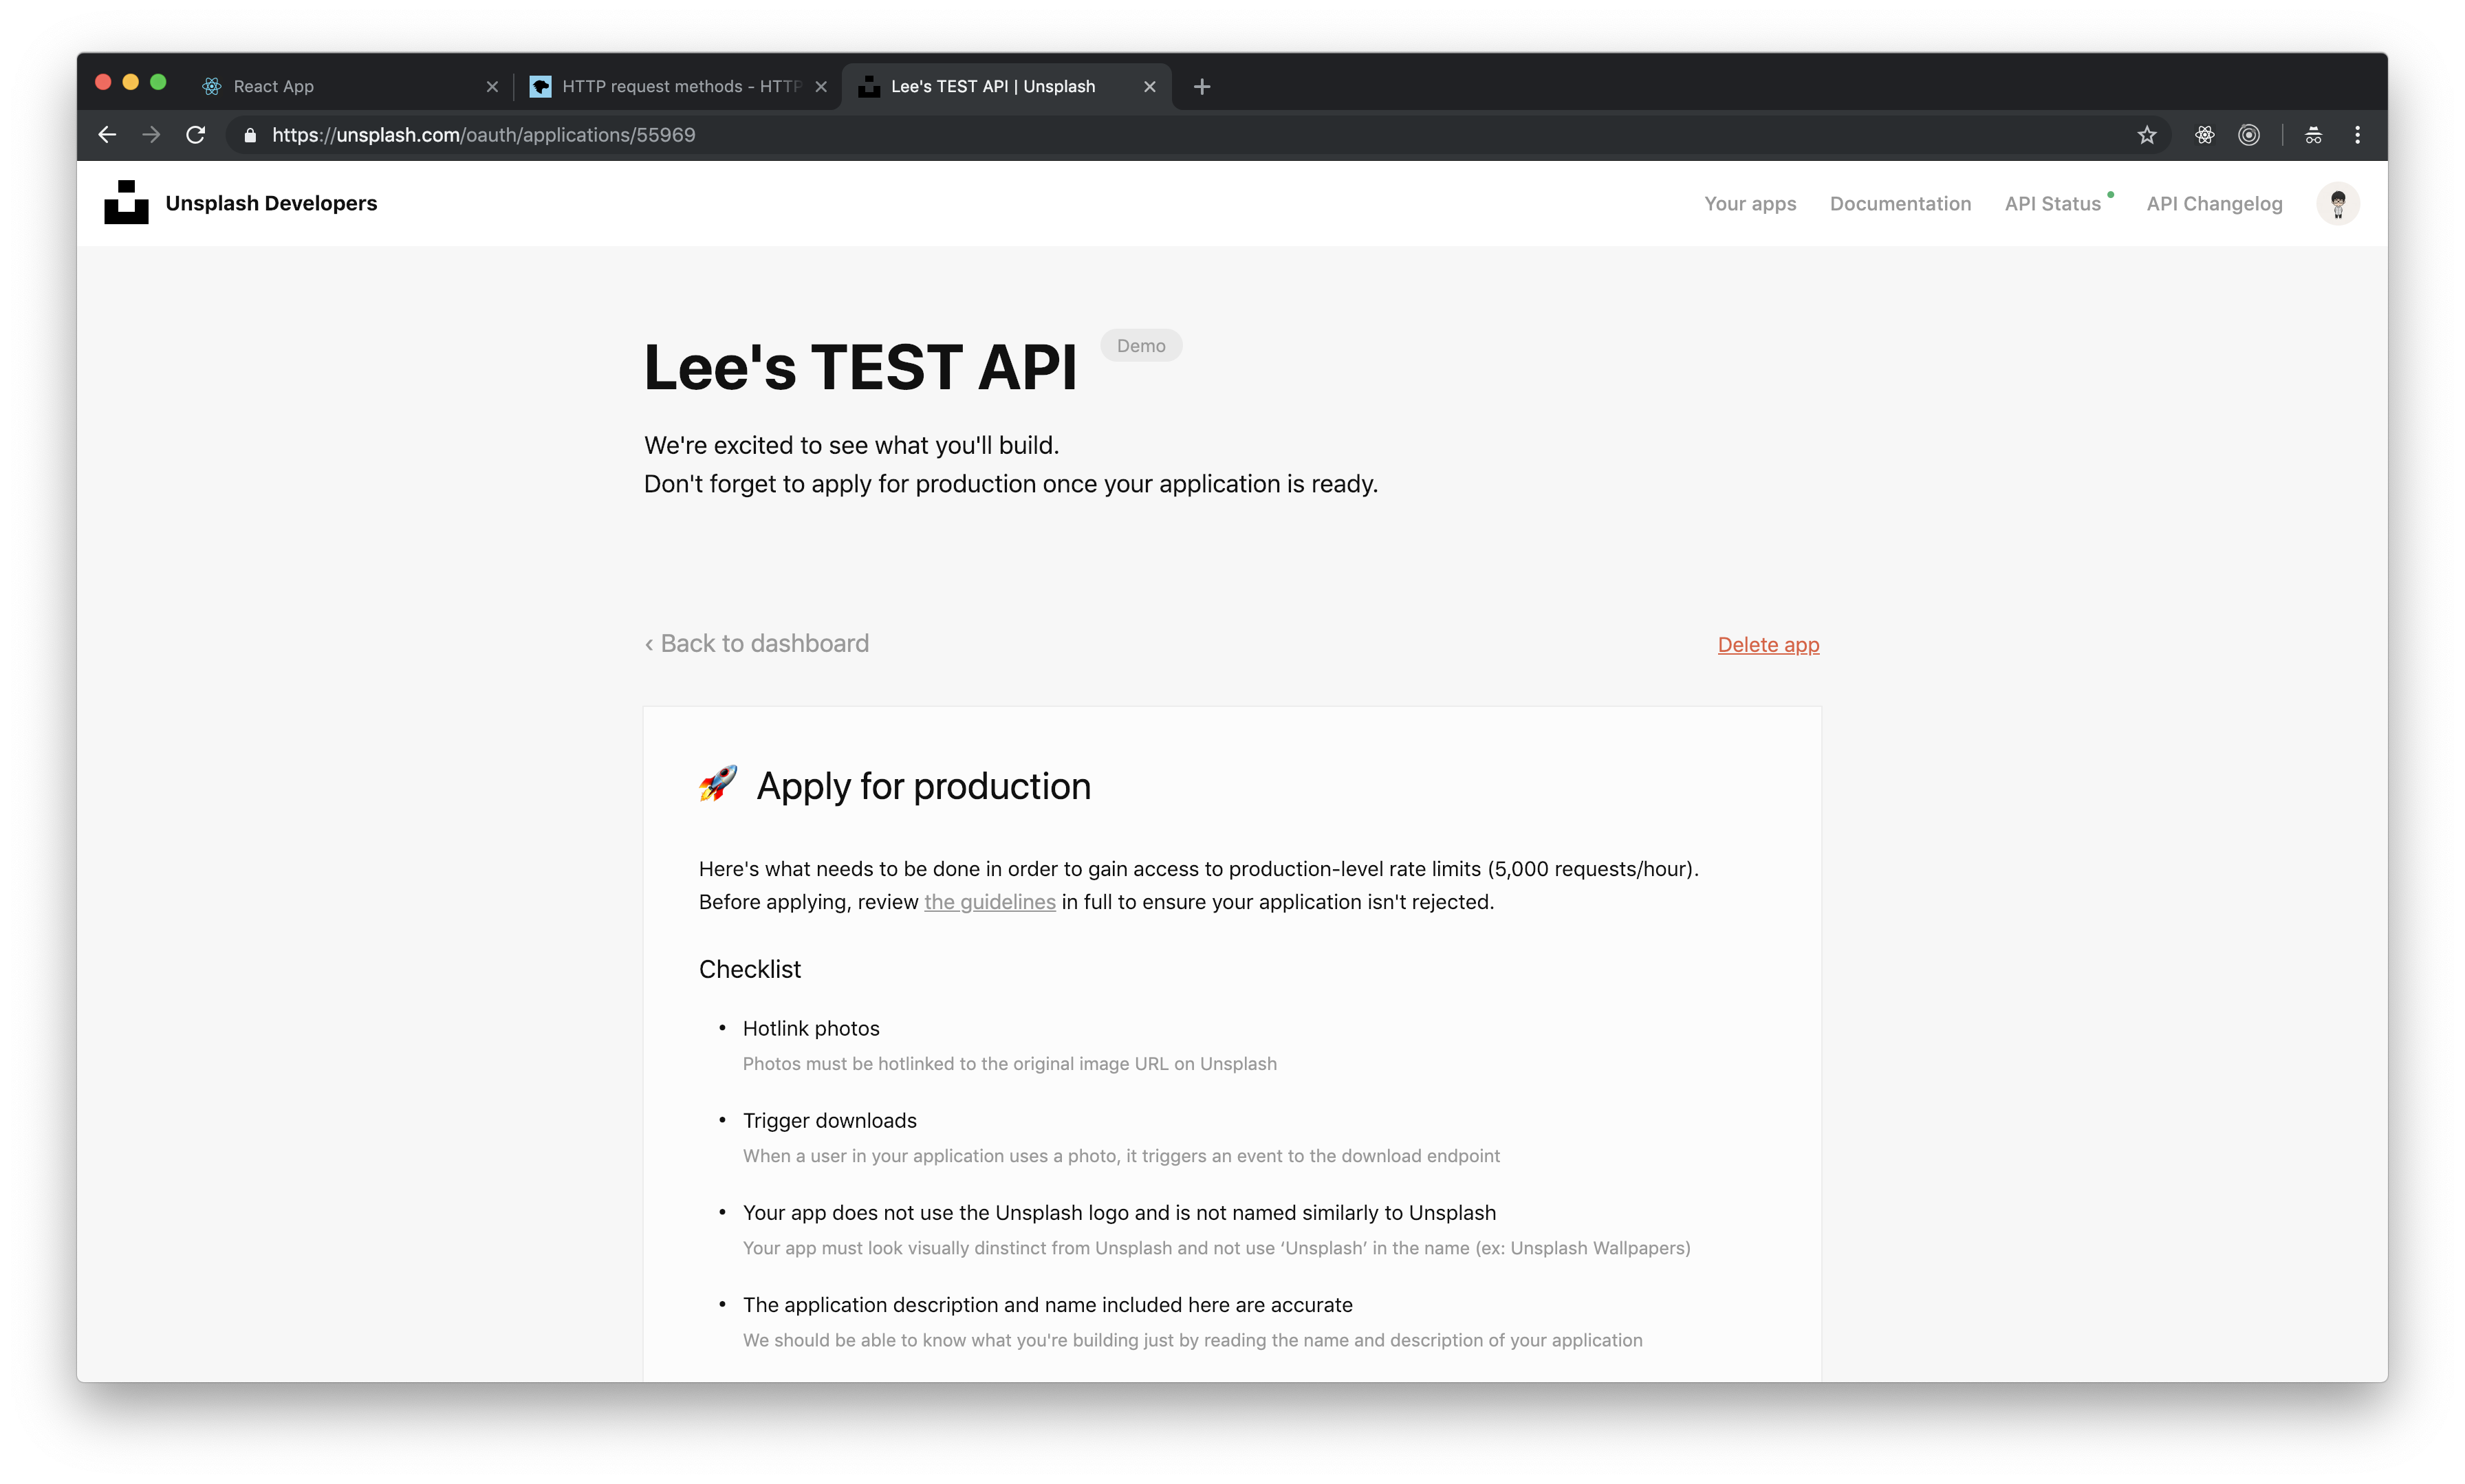 React App
HTTP request methods - HTTP
Lee's TEST API | Unsplash
https://unsplash.com/oauth/applications/55969
Unsplash Developers
Your apps
Documentation
API Status
API Changelog
Lee's TEST API
Demo
We're excited to see what you'll build.
Don't forget to apply for production once your application is ready.
‹ Back to dashboard
Delete app
Apply for production
Here's what needs to be done in order to gain access to production-level rate limits (5,000 requests/hour).
Before applying, review the guidelines in full to ensure your application isn't rejected.
Checklist
• Hotlink photos
Photos must be hotlinked to the original image URL on Unsplash
• Trigger downloads
When a user in your application uses a photo, it triggers an event to the download endpoint
• Your app does not use the Unsplash logo and is not named similarly to Unsplash
Your app must look visually dinstinct from Unsplash and not use ‘Unsplash’ in the name (ex: Unsplash Wallpapers)
• The application description and name included here are accurate
We should be able to know what you're building just by reading the name and description of your application